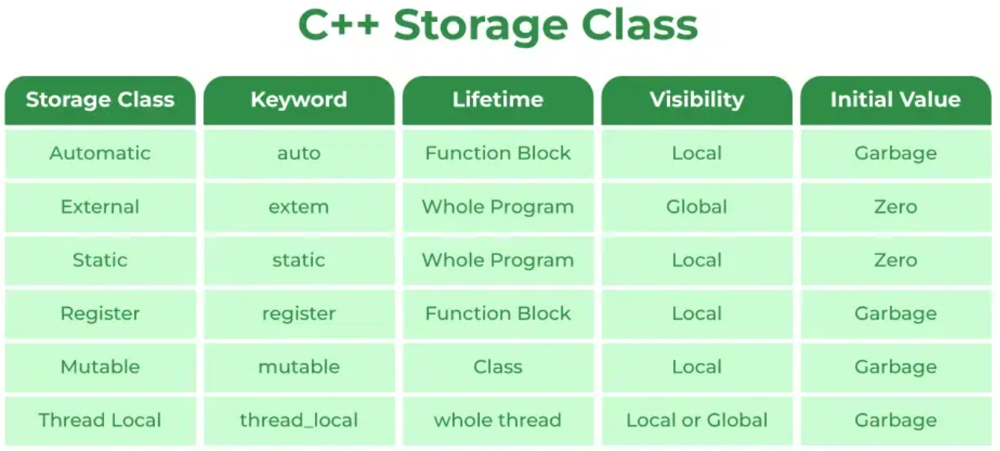 C++ Storage Class
Storage Class Keyword Lifetime Visibility Initial Value
Automatic auto Function Block Local Garbage
External extem Whole Program Global Zero
Static static Whole Program Local Zero
Register register Function Block Local Garbage
Mutable mutable Class Local Garbage
Thread Local thread_local whole thread Local or Global Garbage